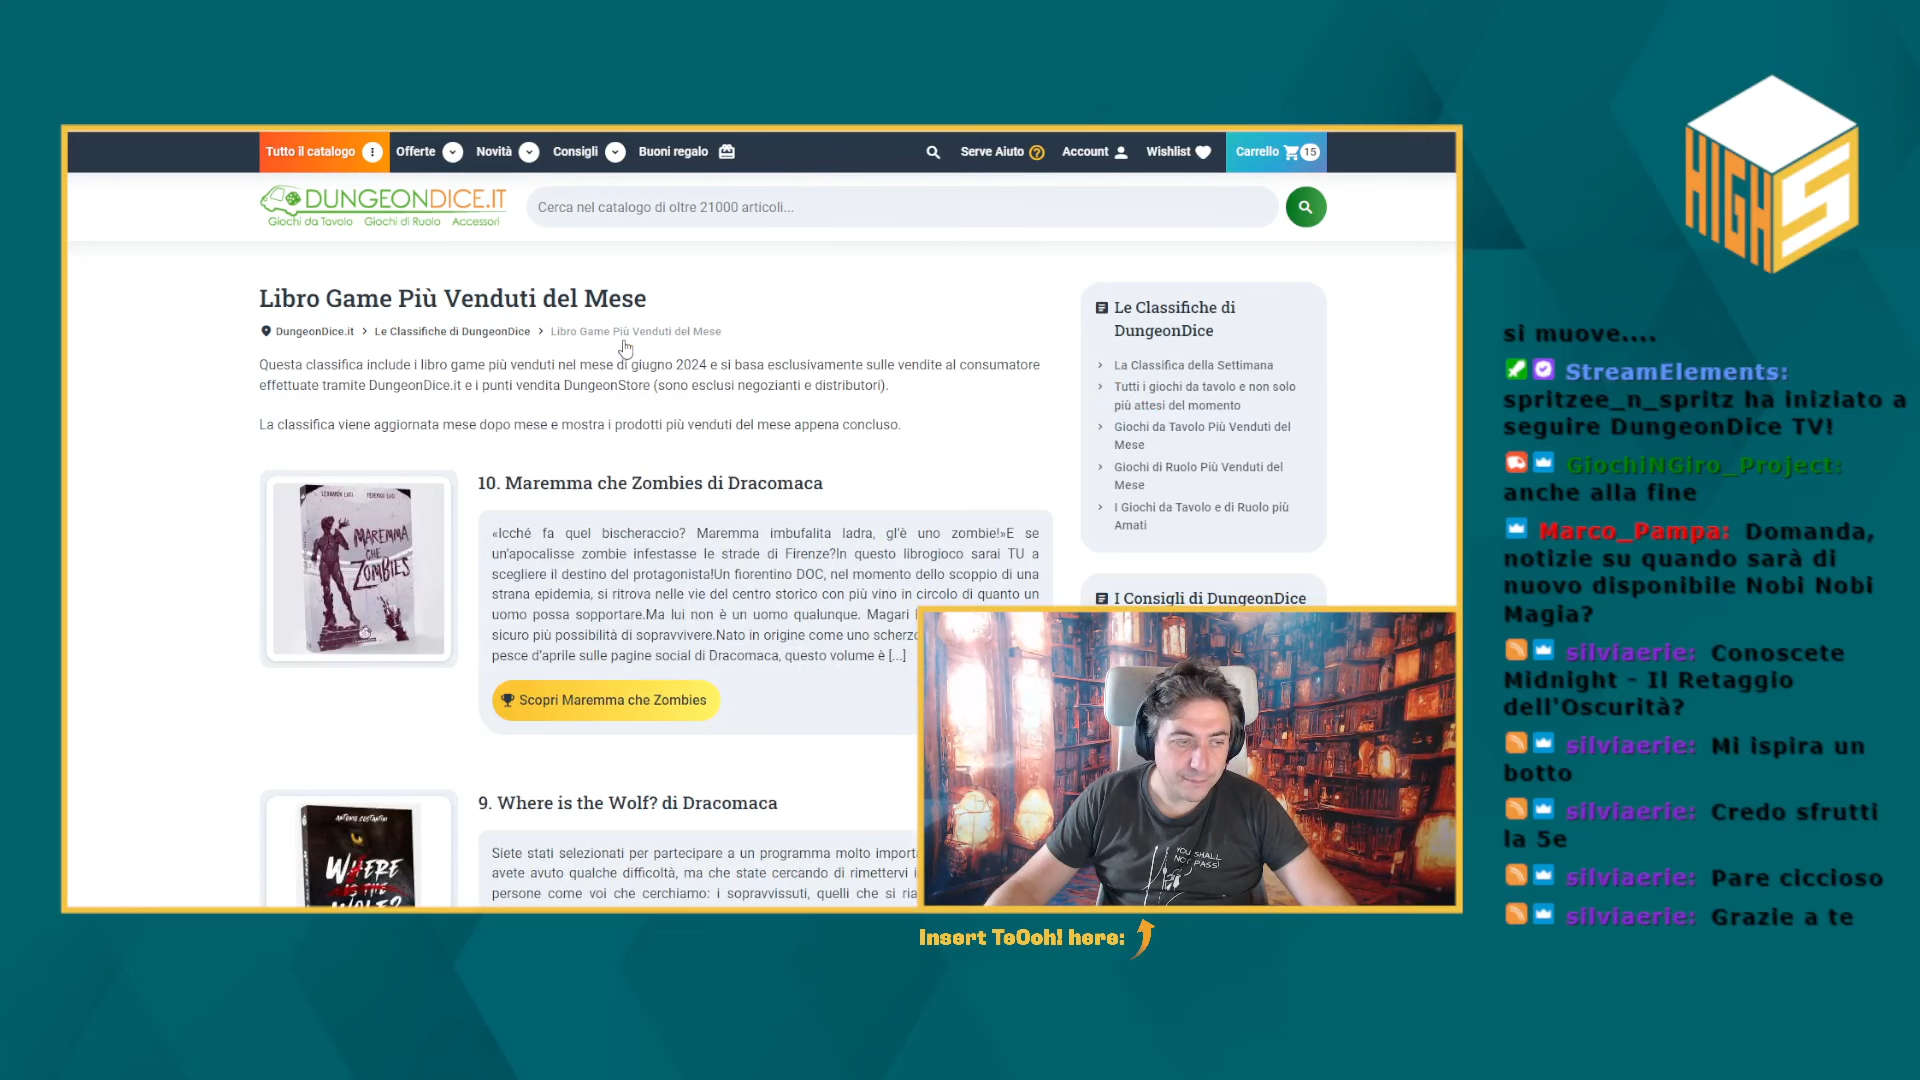 Tutto il catalogo
Offerte
Novità
Consigli
Buoni regalo
Serve Aiuto
Account
Wishlist
Carrello
15
DUNGEONDICE.IT
Giochi da Tavolo Giochi di Ruolo Accessori
Cerca nel catalogo di oltre 21000 articoli...
Libro Game Più Venduti del Mese
DungeonDice.it > Le Classifiche di DungeonDice > Libro Game Più Venduti del Mese
Questa classifica include i libro game più venduti nel mese di giugno 2024 e si basa esclusivamente sulle vendite al consumatore
effettuate tramite DungeonDice.it e i punti vendita DungeonStore (sono esclusi negozianti e distributori).
La classifica viene aggiornata mese dopo mese e mostra i prodotti più venduti del mese appena concluso.
LEONARDO LUCI FEDERICO LUCI
MAREMMA
CHE
ZOMBIES
10. Maremma che Zombies di Dracomaca
«Icché fa quel bischeraccio? Maremma imbufalita ladra, gl'è uno zombie!»E se
un'apocalisse zombie infestasse le strade di Firenze?In questo librogioco sarai TU a
scegliere il destino del protagonista!Un fiorentino DOC, nel momento dello scoppio di una
strana epidemia, si ritrova nelle vie del centro storico con più vino in circolo di quanto un
uomo possa sopportare.Ma lui non è un uomo qualunque. Magari
sicuro più possibilità di sopravvivere.Nato in origine come uno scherzo
pesce d'aprile sulle pagine social di Dracomaca, questo volume è [...]
Scopri Maremma che Zombies
ANTONIO COSTANTINI
WHERE
IS THE
WOLF?
9. Where is the Wolf? di Dracomaca
Siete stati selezionati per partecipare a un programma molto
avete avuto qualche difficoltà, ma che state cercando di rimettervi
persone come voi che cerchiamo: i sopravvissuti, quelli che si
Le Classifiche di
DungeonDice
La Classifica della Settimana
Tutti i giochi da tavolo e non solo
più attesi del momento
Giochi da Tavolo Più Venduti del
Mese
Giochi di Ruolo Più Venduti del
Mese
I Giochi da Tavolo e di Ruolo più
Amati
I Consigli di DungeonDice
YOU SHALL
NOT PASS!
Insert TeOoh! here:
HIGH5
si muove....
StreamElements:
spritzee_n_spritz ha iniziato a
seguire DungeonDice TV!
GiochiNGiro_Project:
anche alla fine
Marco_Pampa: Domanda,
notizie su quando sarà di
nuovo disponibile Nobi Nobi
Magia?
silviaerie: Conoscete
Midnight - Il Retaggio
dell'Oscurità?
silviaerie: Mi ispira un
botto
silviaerie: Credo sfrutti
la 5e
silviaerie: Pare ciccioso
silviaerie: Grazie a te